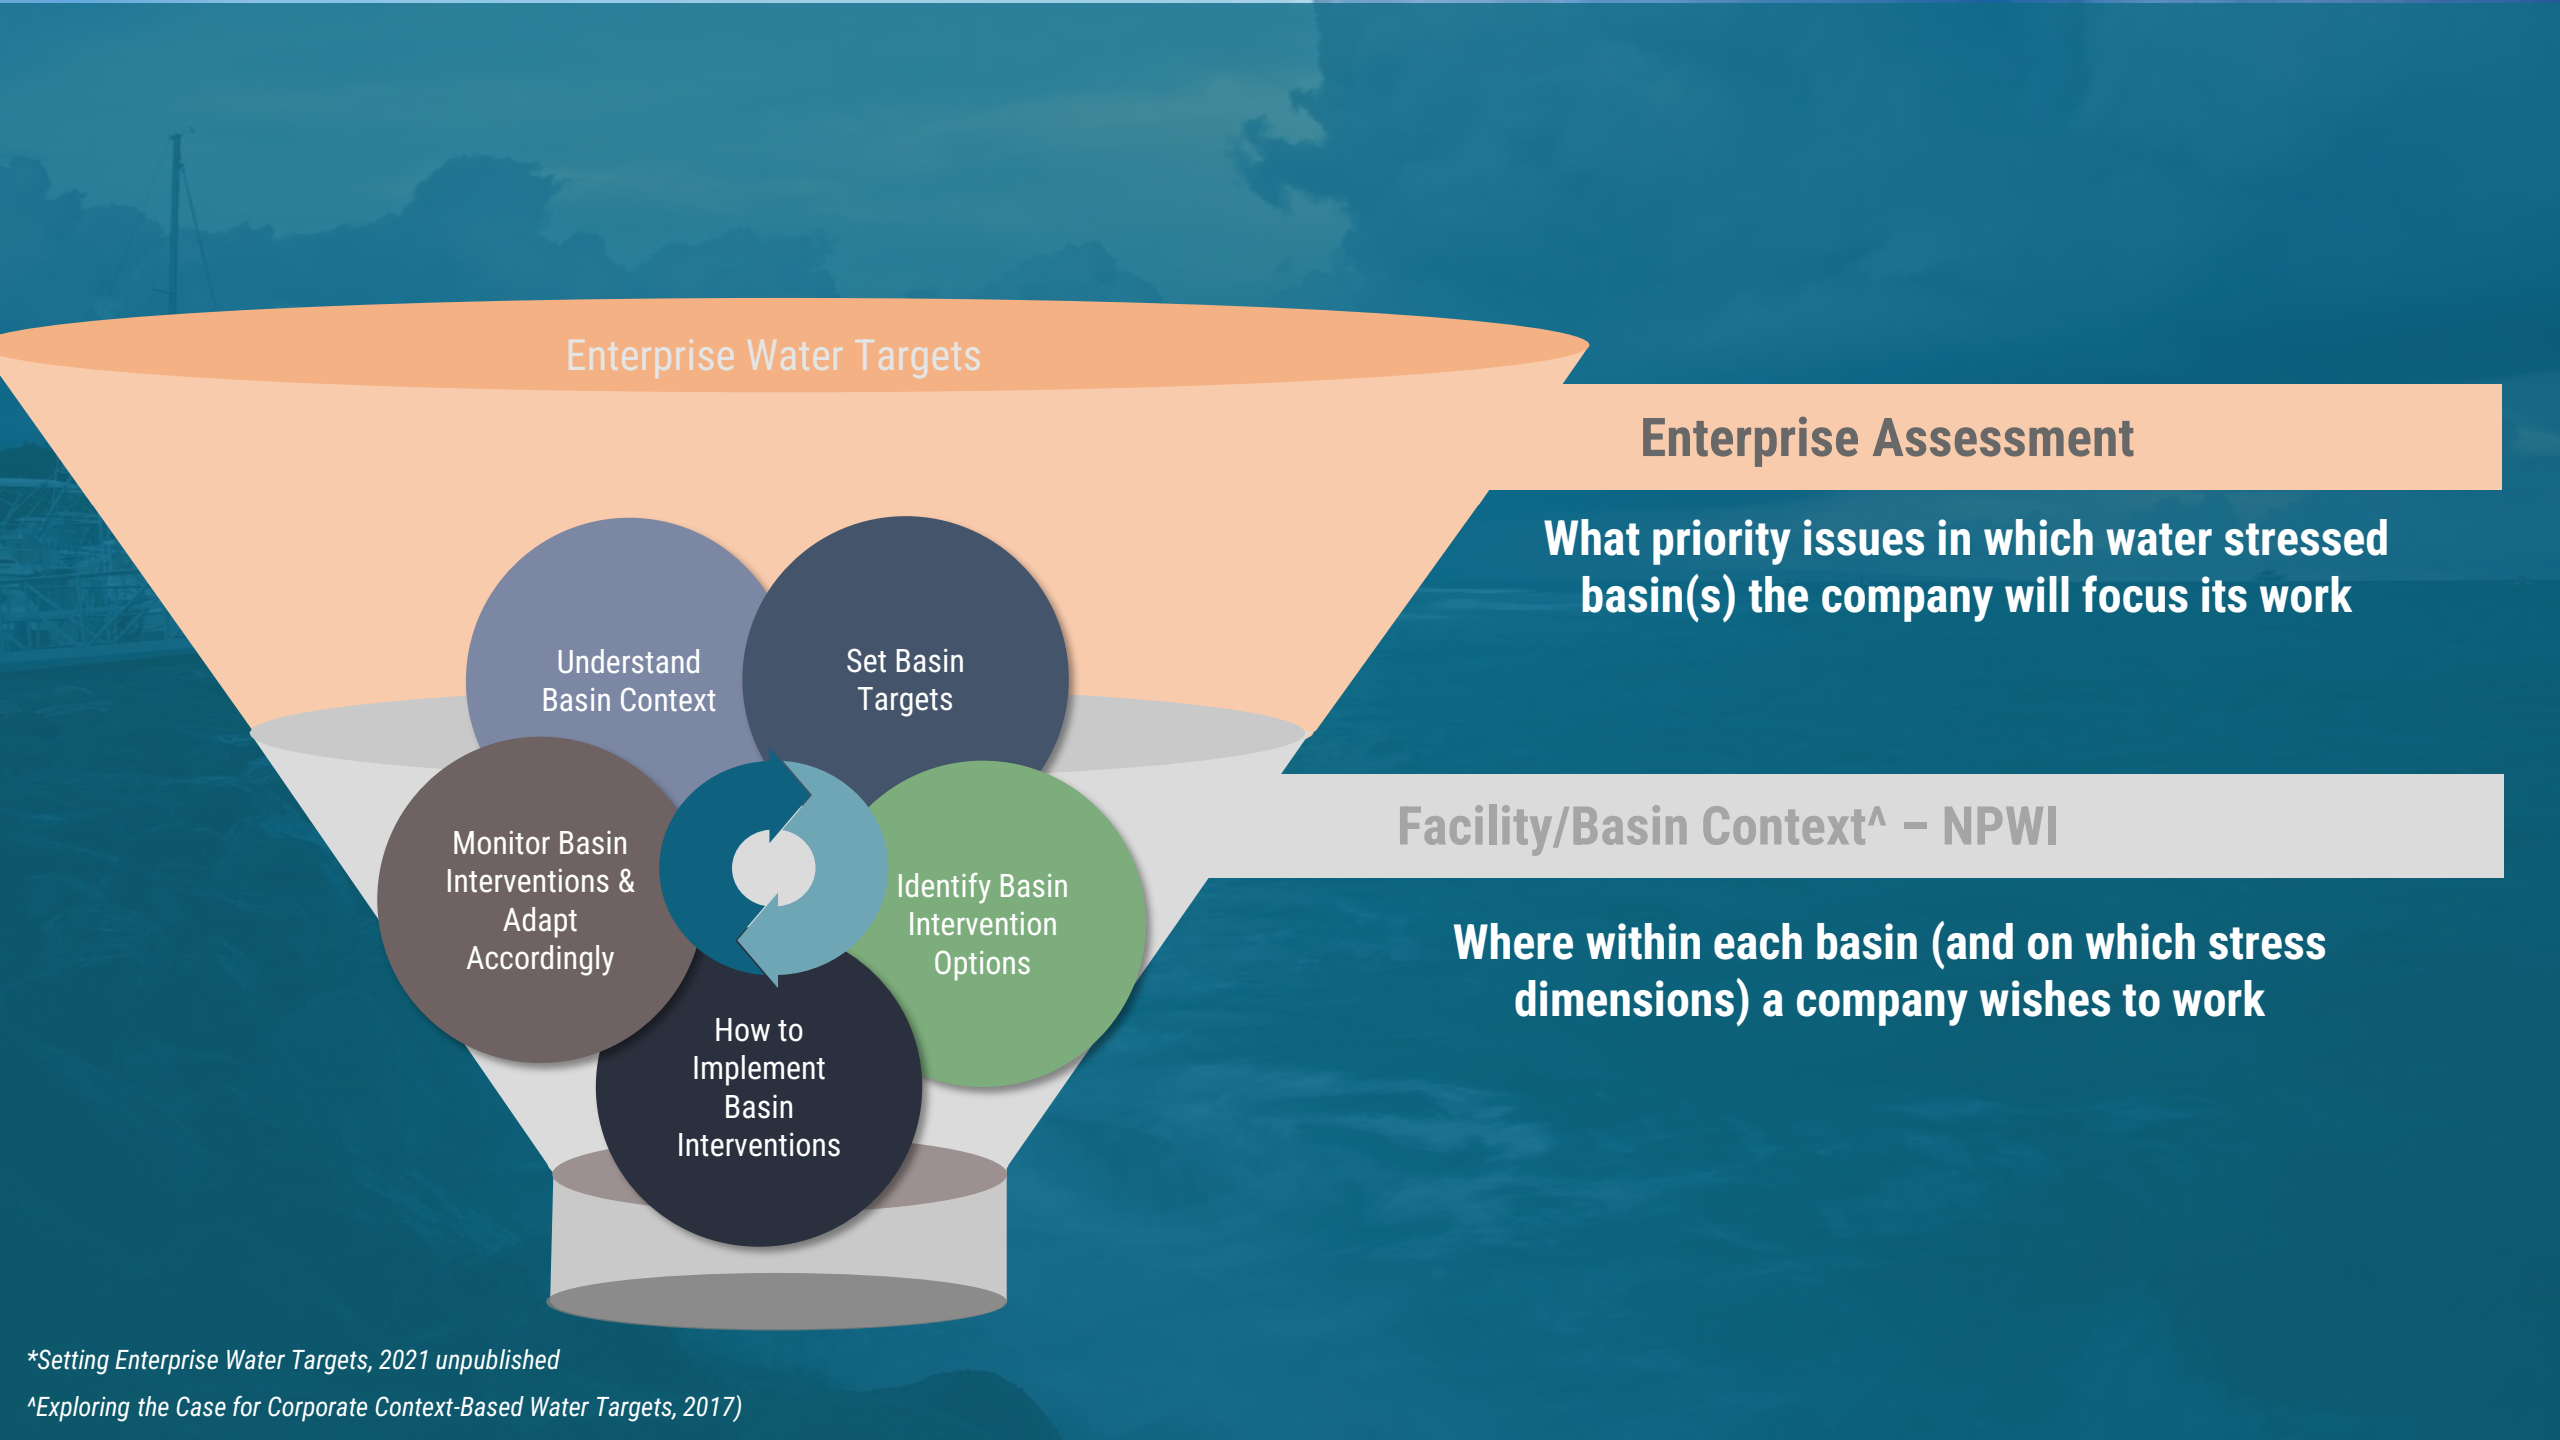 Enterprise Water Targets
Enterprise Assessment
What priority issues in which water stressed
basin(s) the company will focus its work
Understand
Basin Context
Set Basin
Targets
Monitor Basin
Interventions &
Adapt
Accordingly
Identify Basin
Intervention
Options
How to
Implement
Basin
Interventions
Facility/Basin Context^ – NPWI
Where within each basin (and on which stress
dimensions) a company wishes to work
*Setting Enterprise Water Targets, 2021 unpublished
^Exploring the Case for Corporate Context-Based Water Targets, 2017)